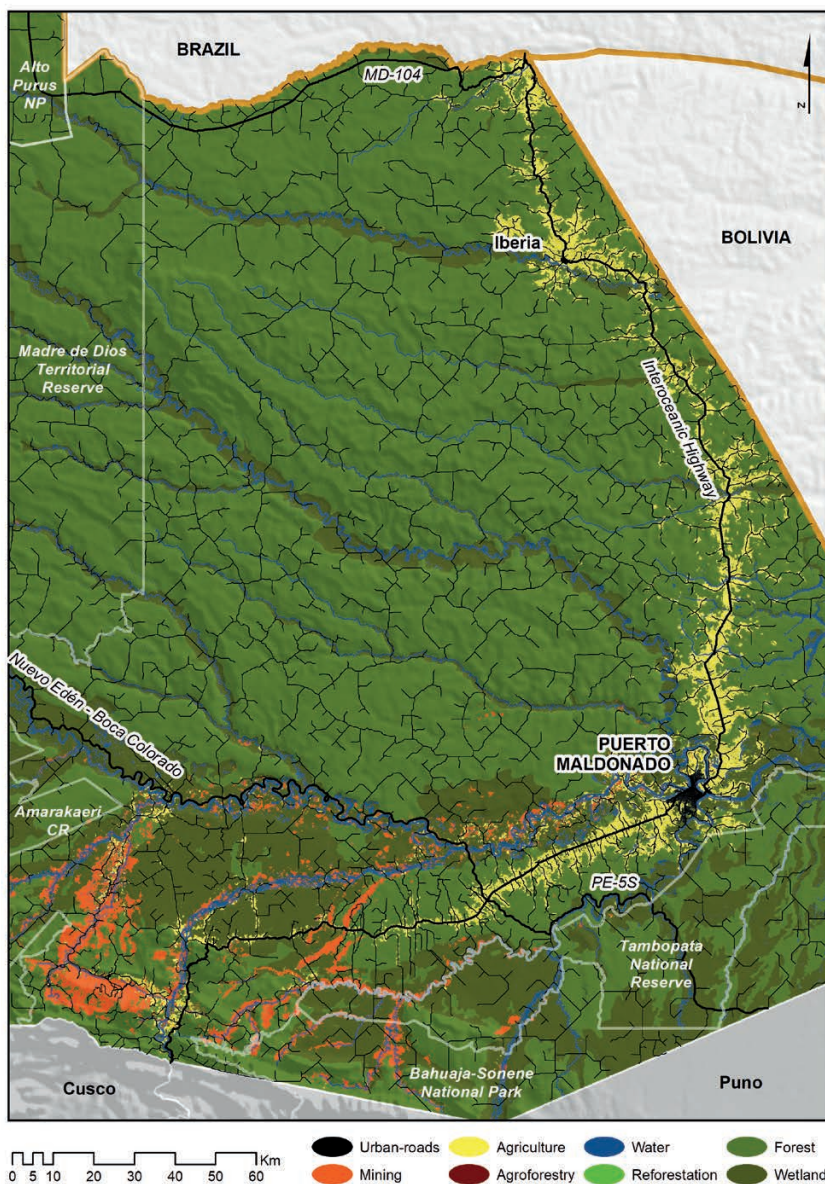 BRAZIL
Alto
Purus
NP
MD-104
N
Iberia
BOLIVIA
Madre de Dios
Territorial
Reserve
Interoceanic Highway
Nuevo Edén - Boca Colorado
PUERTO
MALDONADO
Amarakaeri
CR
PE-5S
Tambopata
National
Reserve
Bahuaja-Sonene
National Park
Cusco
Puno
0 5 10 20 30 40 50 60 Km
Urban-roads Agriculture Water Forest
Mining Agroforestry Reforestation Wetland